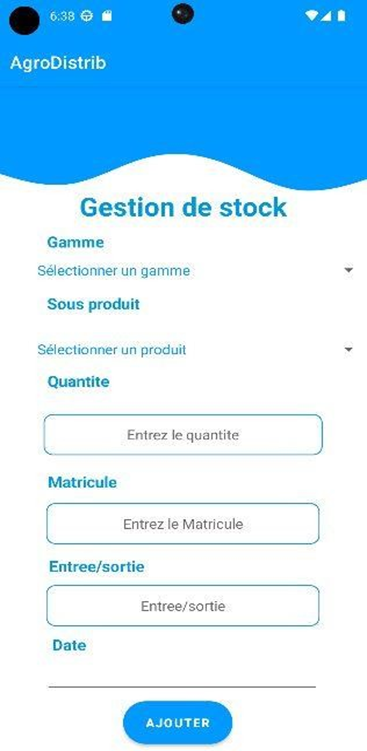 6:38
AgroDistrib
Gestion de stock
Gamme
Sélectionner un gamme
Sous produit
Sélectionner un produit
Quantite
Entrez le quantite
Matricule
Entrez le Matricule
Entree/sortie
Entree/sortie
Date
AJOUTER